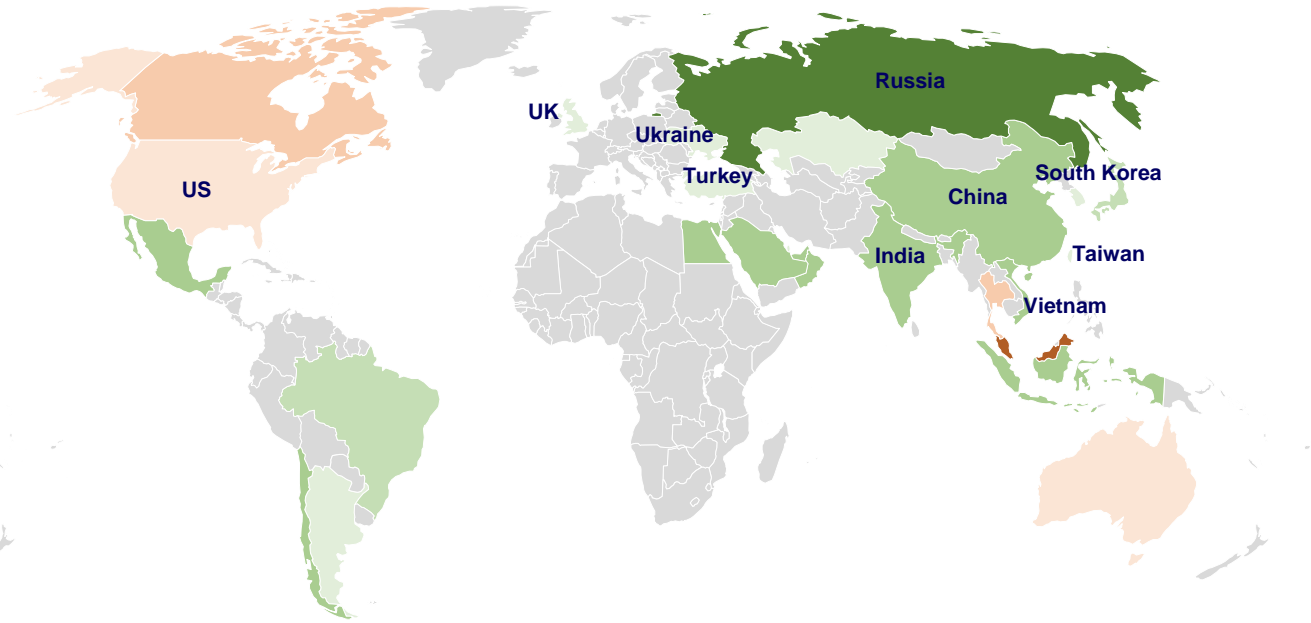 Russia
UK
Ukraine
Turkey
South Korea
US
China
India
Taiwan
Vietnam